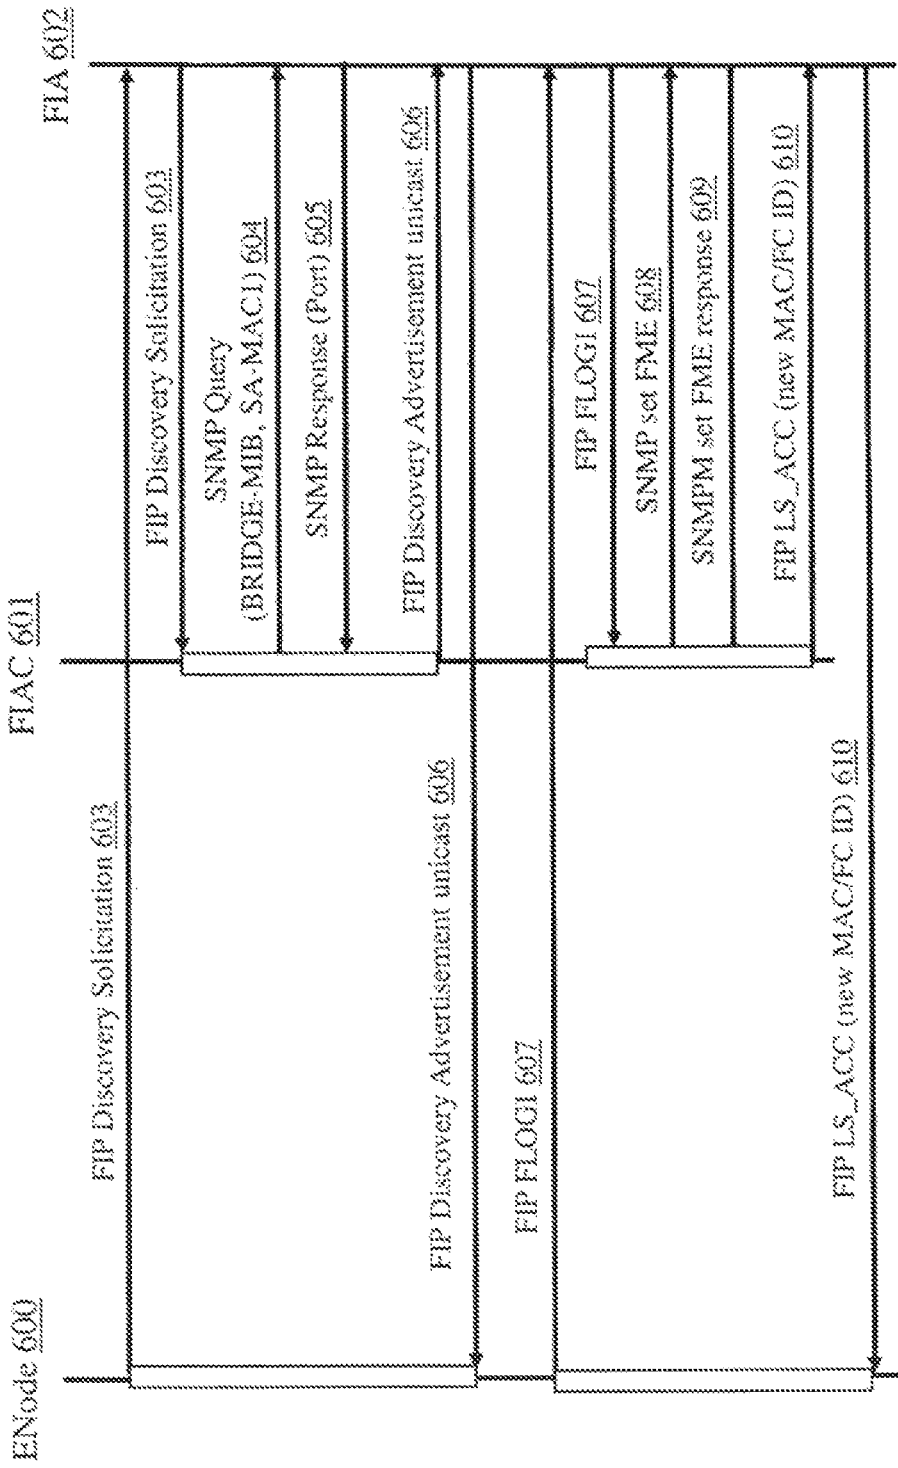 ENode 600
FIAC 601
FIA 602
FIP Discovery Solicitation 603
FIP Discovery Solicitation 603
SNMP Query
(BRIDGE-MIB, SA-MAC1) 604
SNMP Response (Port) 605
FIP Discovery Advertisement unicast 606
FIP Discovery Advertisement unicast 606
FIP FLOGI 607
FIP FLOGI 607
SNMP set FME 608
SNMPM set FME response 609
FIP LS_ACC (new MAC/FC ID) 610
FIP LS_ACC (new MAC/FC ID) 610